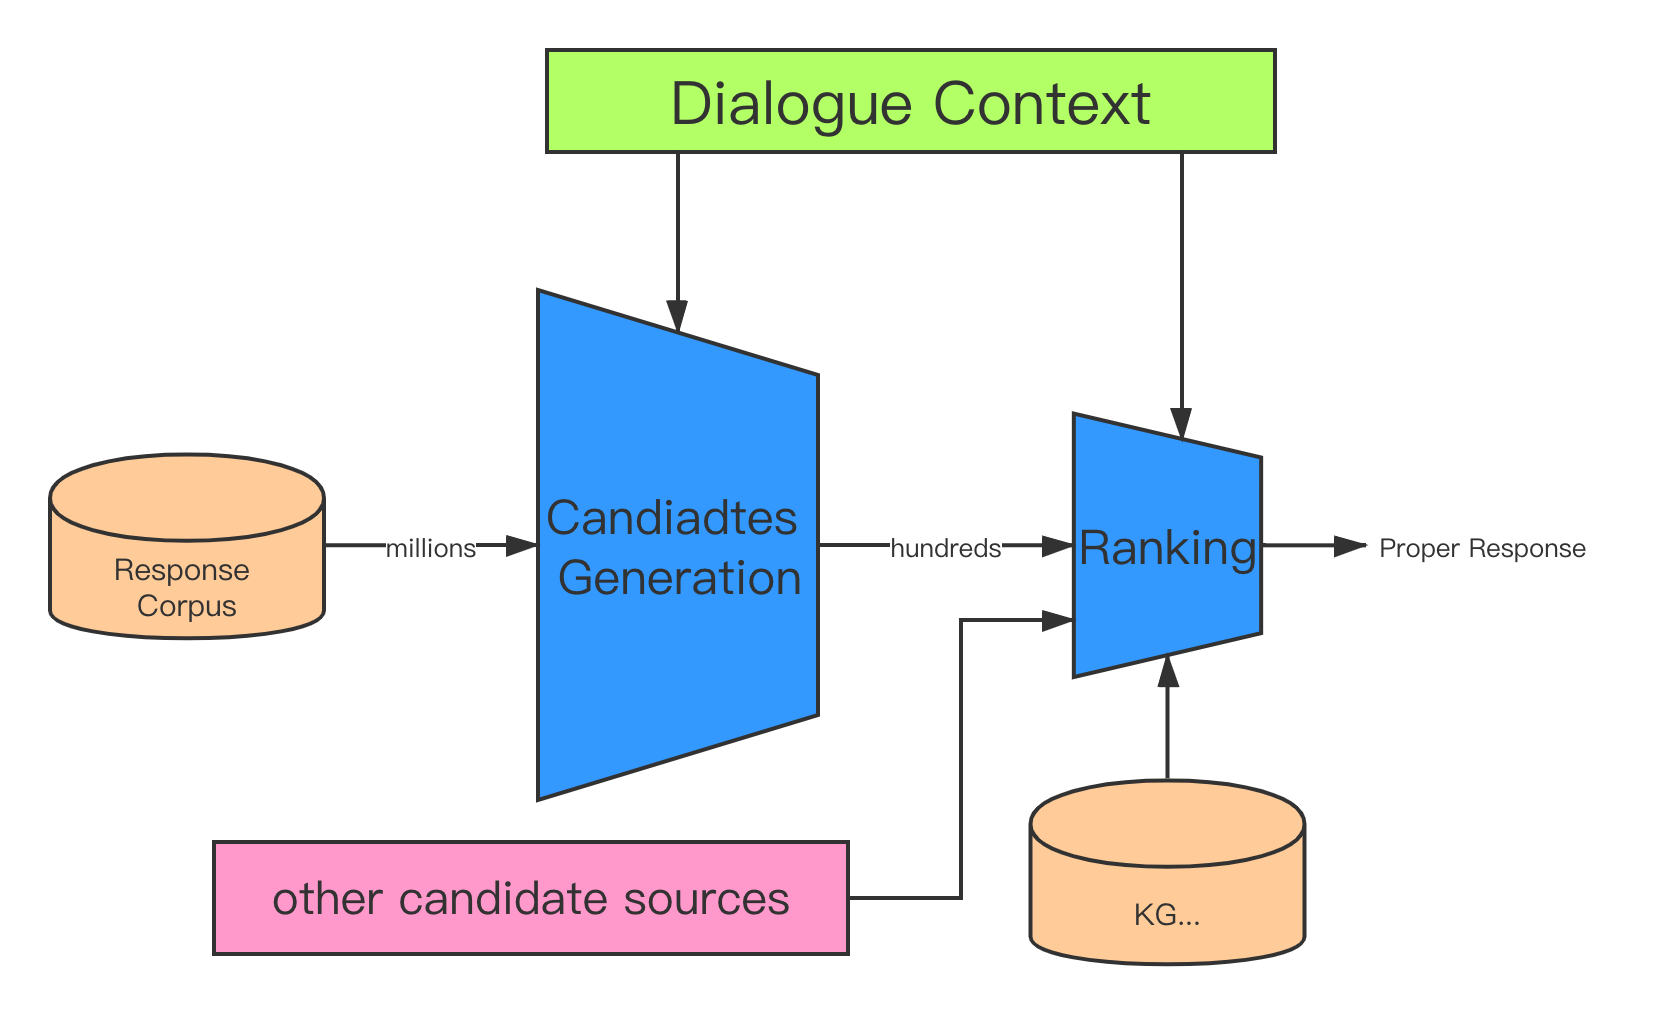 Dialogue Context
Candiadtes
Generation
Response
Corpus
millions
hundreds
Ranking
Proper Response
other candidate sources
KG...